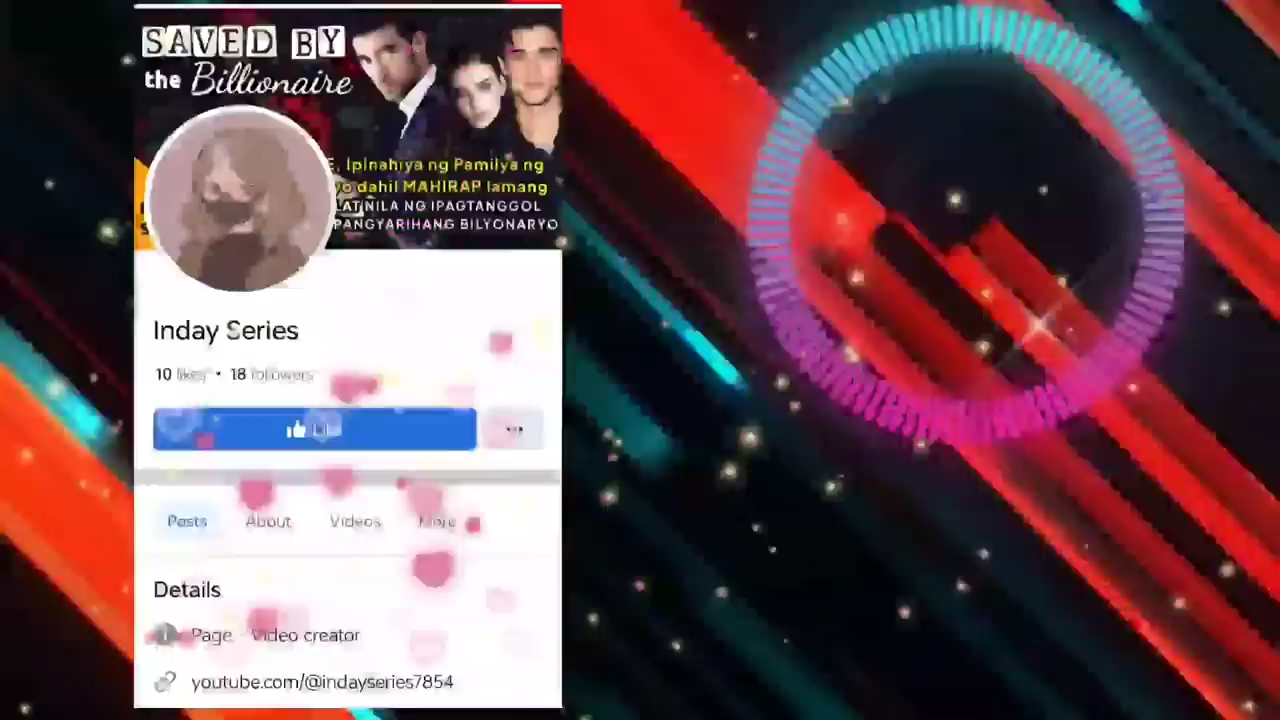 SAVED BY
the Billionaire
E, Ipinahiya ng Pamilya ng
yo dahil MAHIRAP lamang
NILA NG IPAGTANGGOL
PANGYARIHANG BILYONARYO
Inday Series
10 likes • 18 followers
Posts About Videos More
Details
Page Video creator
youtube.com/@indayseries7854